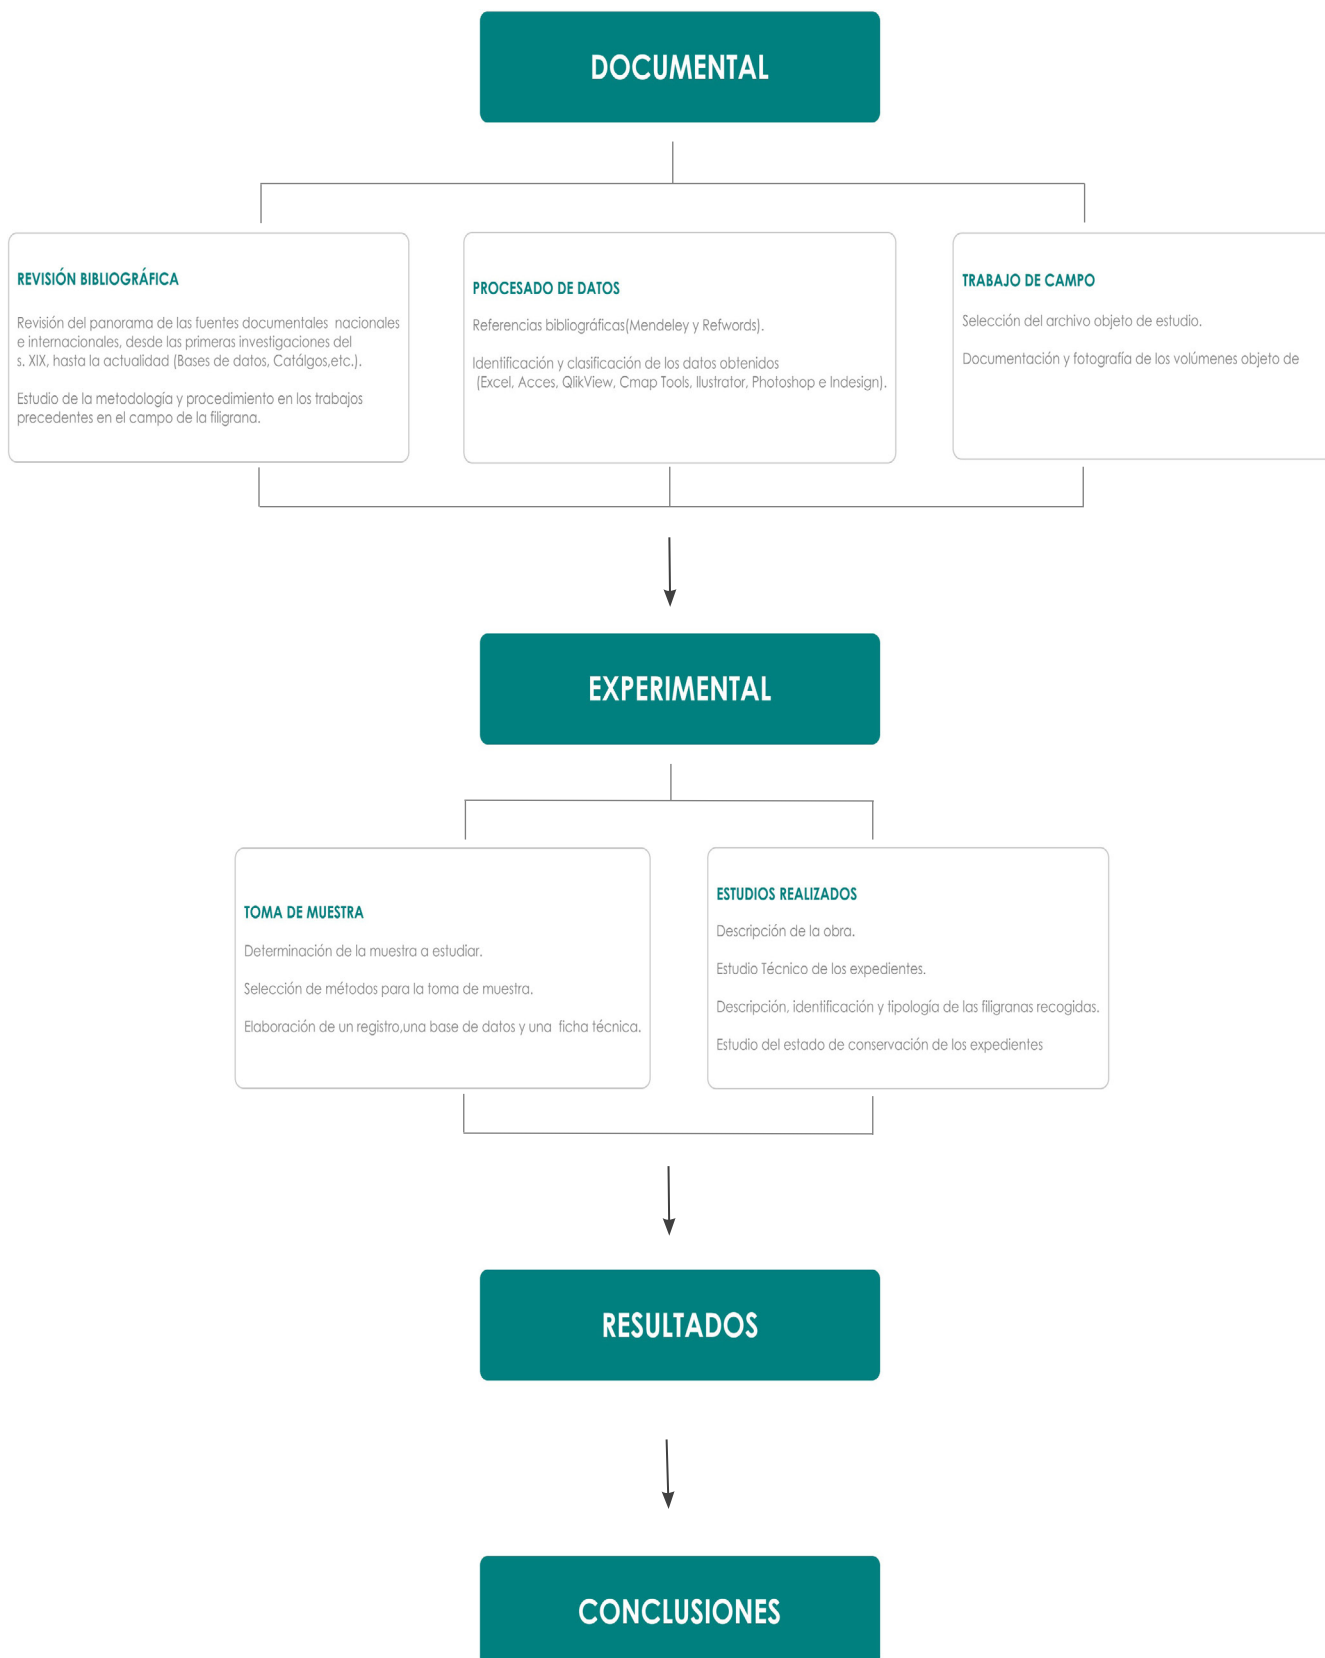 DOCUMENTAL
REVISIÓN BIBLIOGRÁFICA
Revisión del panorama de las fuentes documentales nacionales
e internacionales, desde las primeras investigaciones del
s. XIX, hasta la actualidad (Bases de datos, Catálgos,etc.).
Estudio de la metodología y procedimiento en los trabajos
precedentes en el campo de la filigrana.
PROCESADO DE DATOS
Referencias bibliográficas(Mendeley y Refwords).
Identificación y clasificación de los datos obtenidos
(Excel, Acces, QlikView, Cmap Tools, Ilustrator, Photoshop e Indesign).
TRABAJO DE CAMPO
Selección del archivo objeto de estudio.
Documentación y fotografía de los volúmenes objeto de
EXPERIMENTAL
TOMA DE MUESTRA
Determinación de la muestra a estudiar.
Selección de métodos para la toma de muestra.
Elaboración de un registro,una base de datos y una ficha técnica.
ESTUDIOS REALIZADOS
Descripción de la obra.
Estudio Técnico de los expedientes.
Descripción, identificación y tipología de las filigranas recogidas.
Estudio del estado de conservación de los expedientes
RESULTADOS
CONCLUSIONES